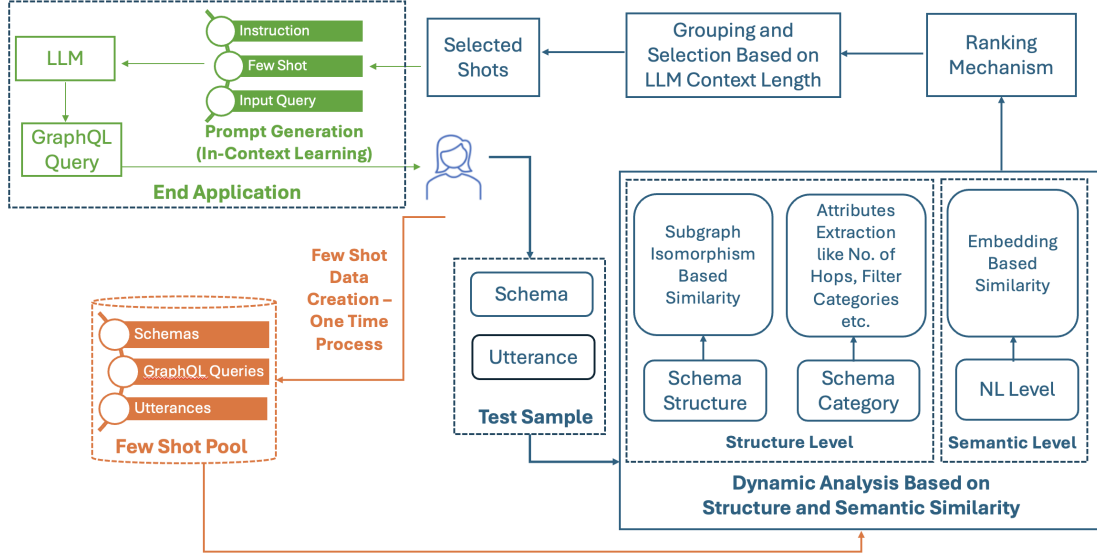 LLM
GraphQL
Query
Instruction
Few Shot
Input Query
Prompt Generation
(In-Context Learning)
End Application
Selected
Shots
Grouping and
Selection Based on
LLM Context Length
Ranking
Mechanism
Few Shot
Data
Creation –
One Time
Process
Schemas
GraphQL Queries
Utterances
Few Shot Pool
Schema
Utterance
Test Sample
Subgraph
Isomorphism
Based
Similarity
Attributes
Extraction
like No. of
Hops, Filter
Categories
etc.
Embedding
Based
Similarity
Schema
Structure
Schema
Category
NL Level
Structure Level
Semantic Level
Dynamic Analysis Based on
Structure and Semantic Similarity